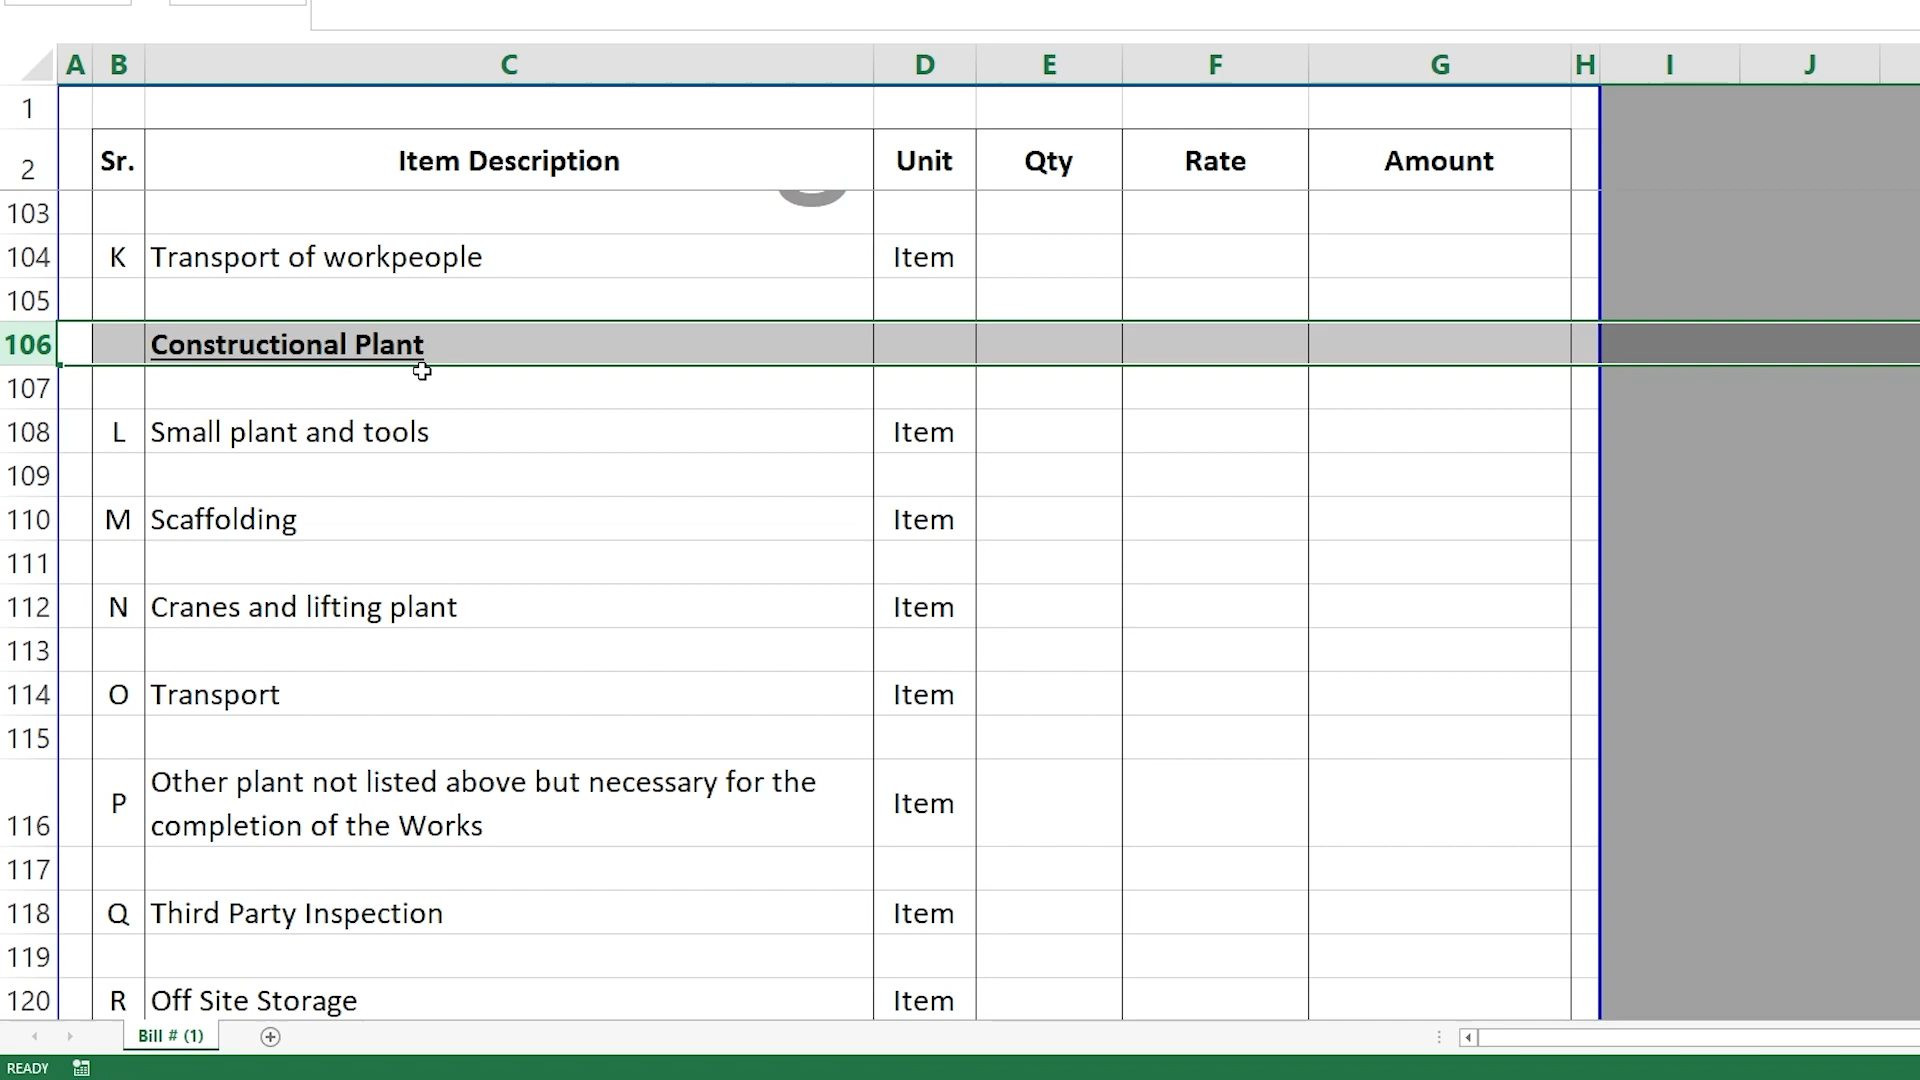 A B C D E F G H I J
1
2 Sr. Item Description Unit Qty Rate Amount
103
104 K Transport of workpeople Item
105
106 Constructional Plant
107
108 L Small plant and tools Item
109
110 M Scaffolding Item
111
112 N Cranes and lifting plant Item
113
114 O Transport Item
115
116 P Other plant not listed above but necessary for the Item
completion of the Works
117
118 Q Third Party Inspection Item
119
120 R Off Site Storage Item
Bill # (1)
READY